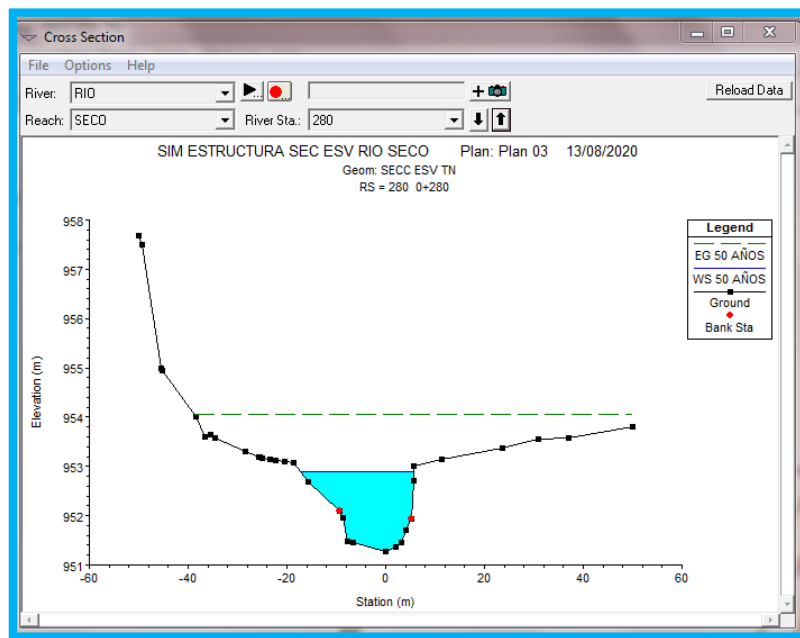 Cross Section
File Options Help
River: RIO
Reload Data
Reach: SECO River Sta.: 280
SIM ESTRUCTURA SEC ESV RIO SECO Plan: Plan 03 13/08/2020
Geom: SECC ESV TN
RS = 280 0+280
Legend
EG 50 AÑOS
WS 50 AÑOS
Ground
Bank Sta
Elevation (m)
958
957
956
955
954
953
952
951
-60 -40 -20 0 20 40 60
Station (m)